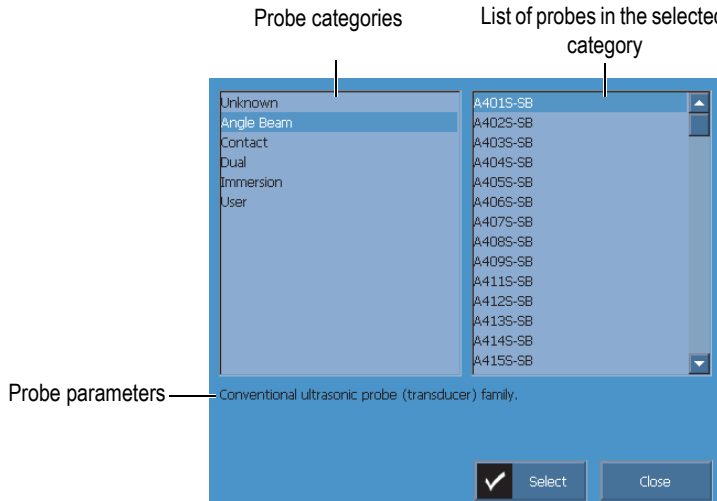 Probe categories
List of probes in the selected
category
Unknown
Angle Beam
Contact
Dual
Immersion
User
A401S-SB
A402S-SB
A403S-SB
A404S-SB
A405S-SB
A406S-SB
A407S-SB
A408S-SB
A409S-SB
A411S-SB
A412S-SB
A413S-SB
A414S-SB
A415S-SB
Probe parameters
Conventional ultrasonic probe (transducer) family.
Select
Close